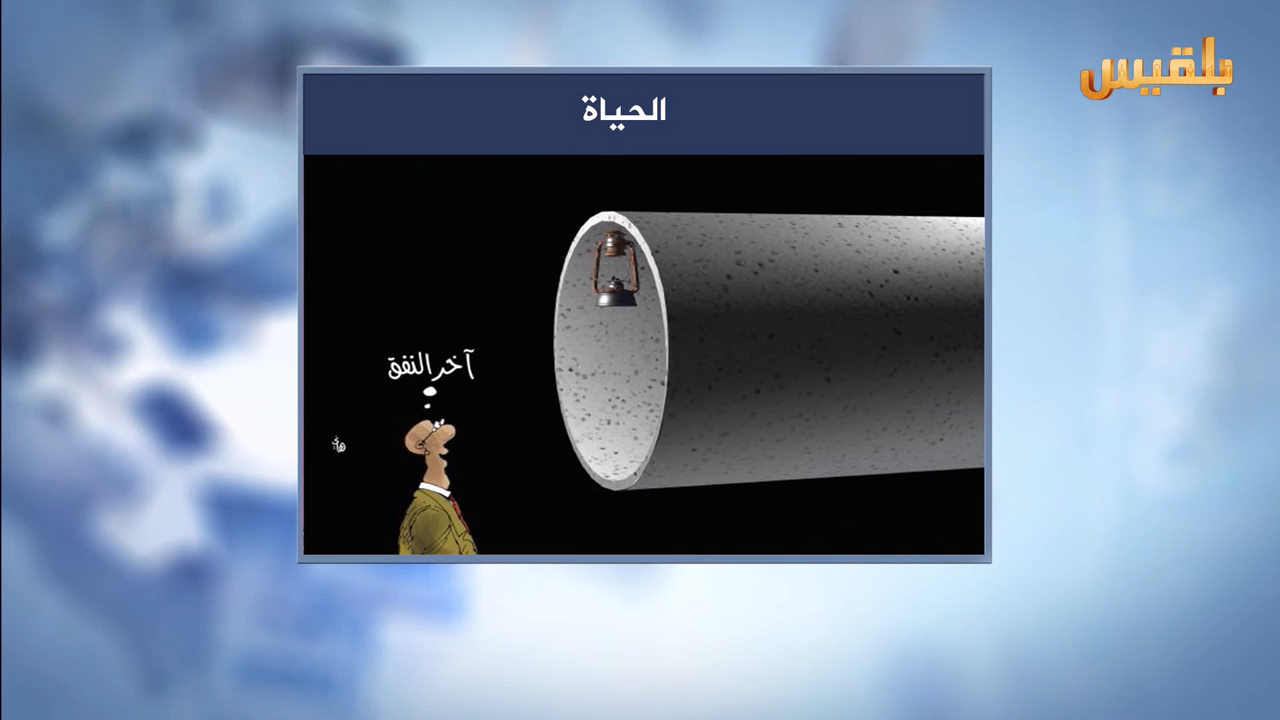 بلقيس
الحياة
آخر النفق